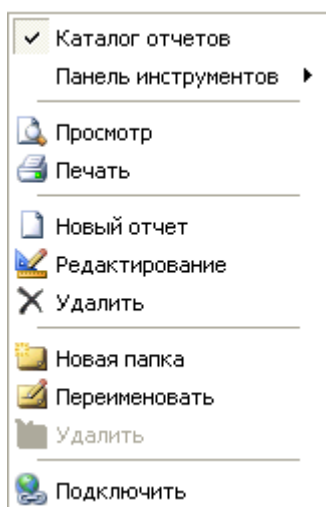 Каталог отчетов
Панель инструментов
Просмотр
Печать
Новый отчет
Редактирование
Удалить
Новая папка
Переименовать
Удалить
Подключить